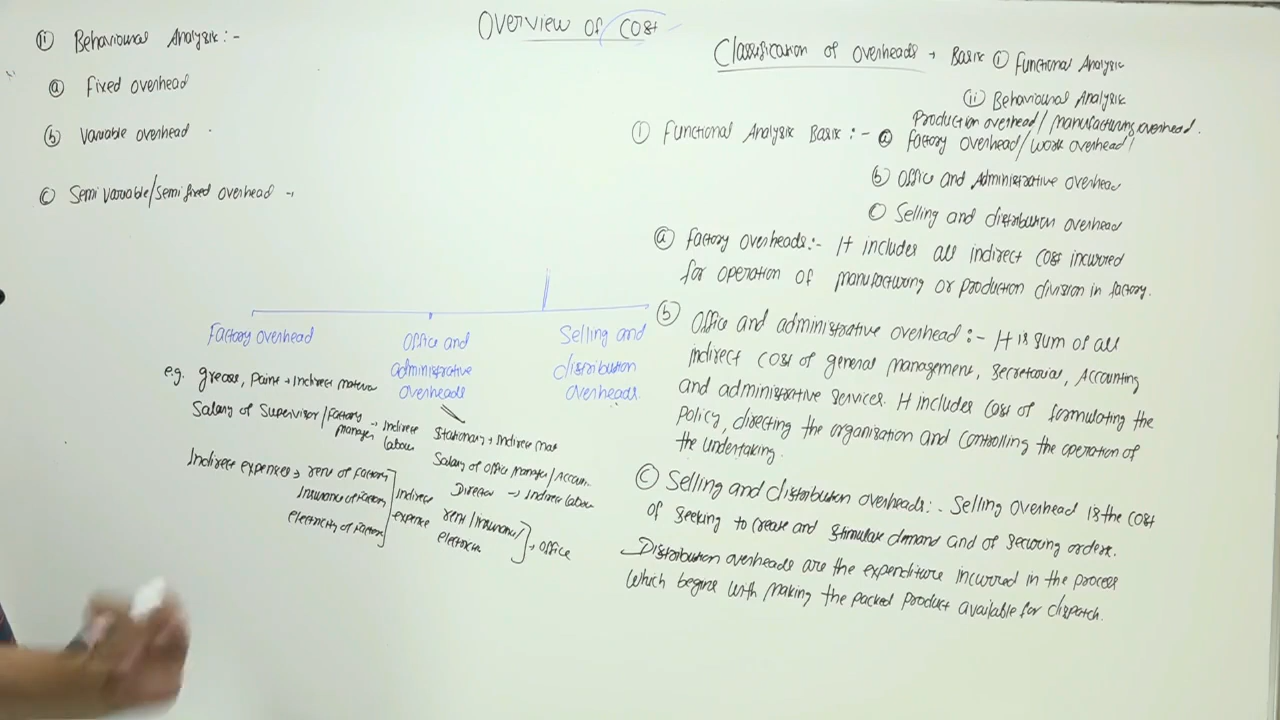 Overview of Cost
Classification of overheads → Basis ① Functional Analysis
(ii) Behavioural Analysis
① Functional Analysis Basis :- ⓐ Factory overhead/work overhead/
Production overhead/manufacturing overhead.
ⓑ Office and Administrative overhead
ⓒ Selling and distribution overhead
ⓐ Factory overheads:- It includes all indirect cost incurred
for operation of manufacturing or production division in factory.
ⓑ Office and administrative overhead :- It is sum of all
indirect cost of general management, secretarial, Accounting
and administrative services. It includes cost of formulating the
policy, directing the organisation and controlling the operation of
the undertaking.
ⓒ Selling and distribution overheads:- Selling overhead is the cost
of seeking to create and stimulate demand and of securing orders.
Distribution overheads are the expenditure incurred in the process
which begins with making the packed product available for dispatch.
(ii) Behavioural Analysis :-
ⓐ Fixed overhead
ⓑ Variable overhead
ⓒ Semi variable/semi fixed overhead →
Factory overhead
e.g. grease, paint → Indirect material
Salary of Supervisor/factory manager → Indirect labour
Indirect expenses → rent of factory
Insurance of factory
electricity of factory
Indirect expense
Office and
administrative
overheads
Stationary → Indirect mat
Salary of office manager/Accoun.
Director → Indirect labour
rent/insurance/
electricity
→ office
Selling and
distribution
overheads.